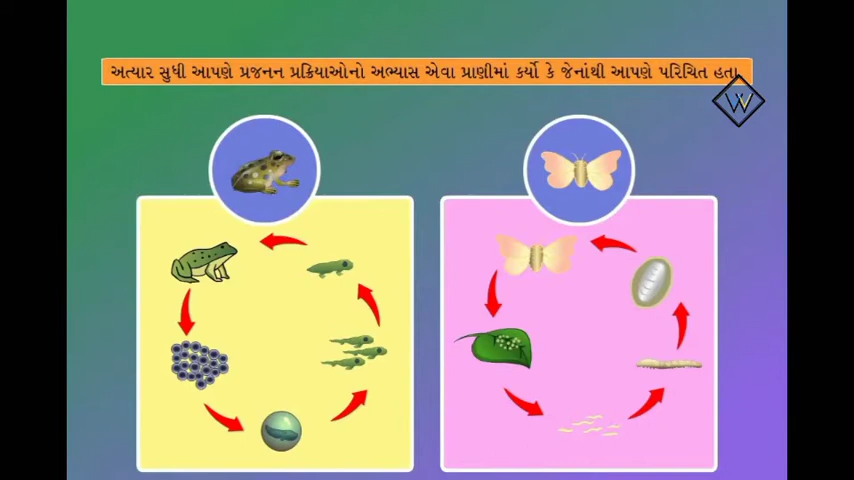 અત્યાર સુધી આપણે પ્રજનન પ્રક્રિયાઓનો અભ્યાસ એવા પ્રાણીમાં કર્યો કે જેનાંથી આપણે પરિચિત હતા
W